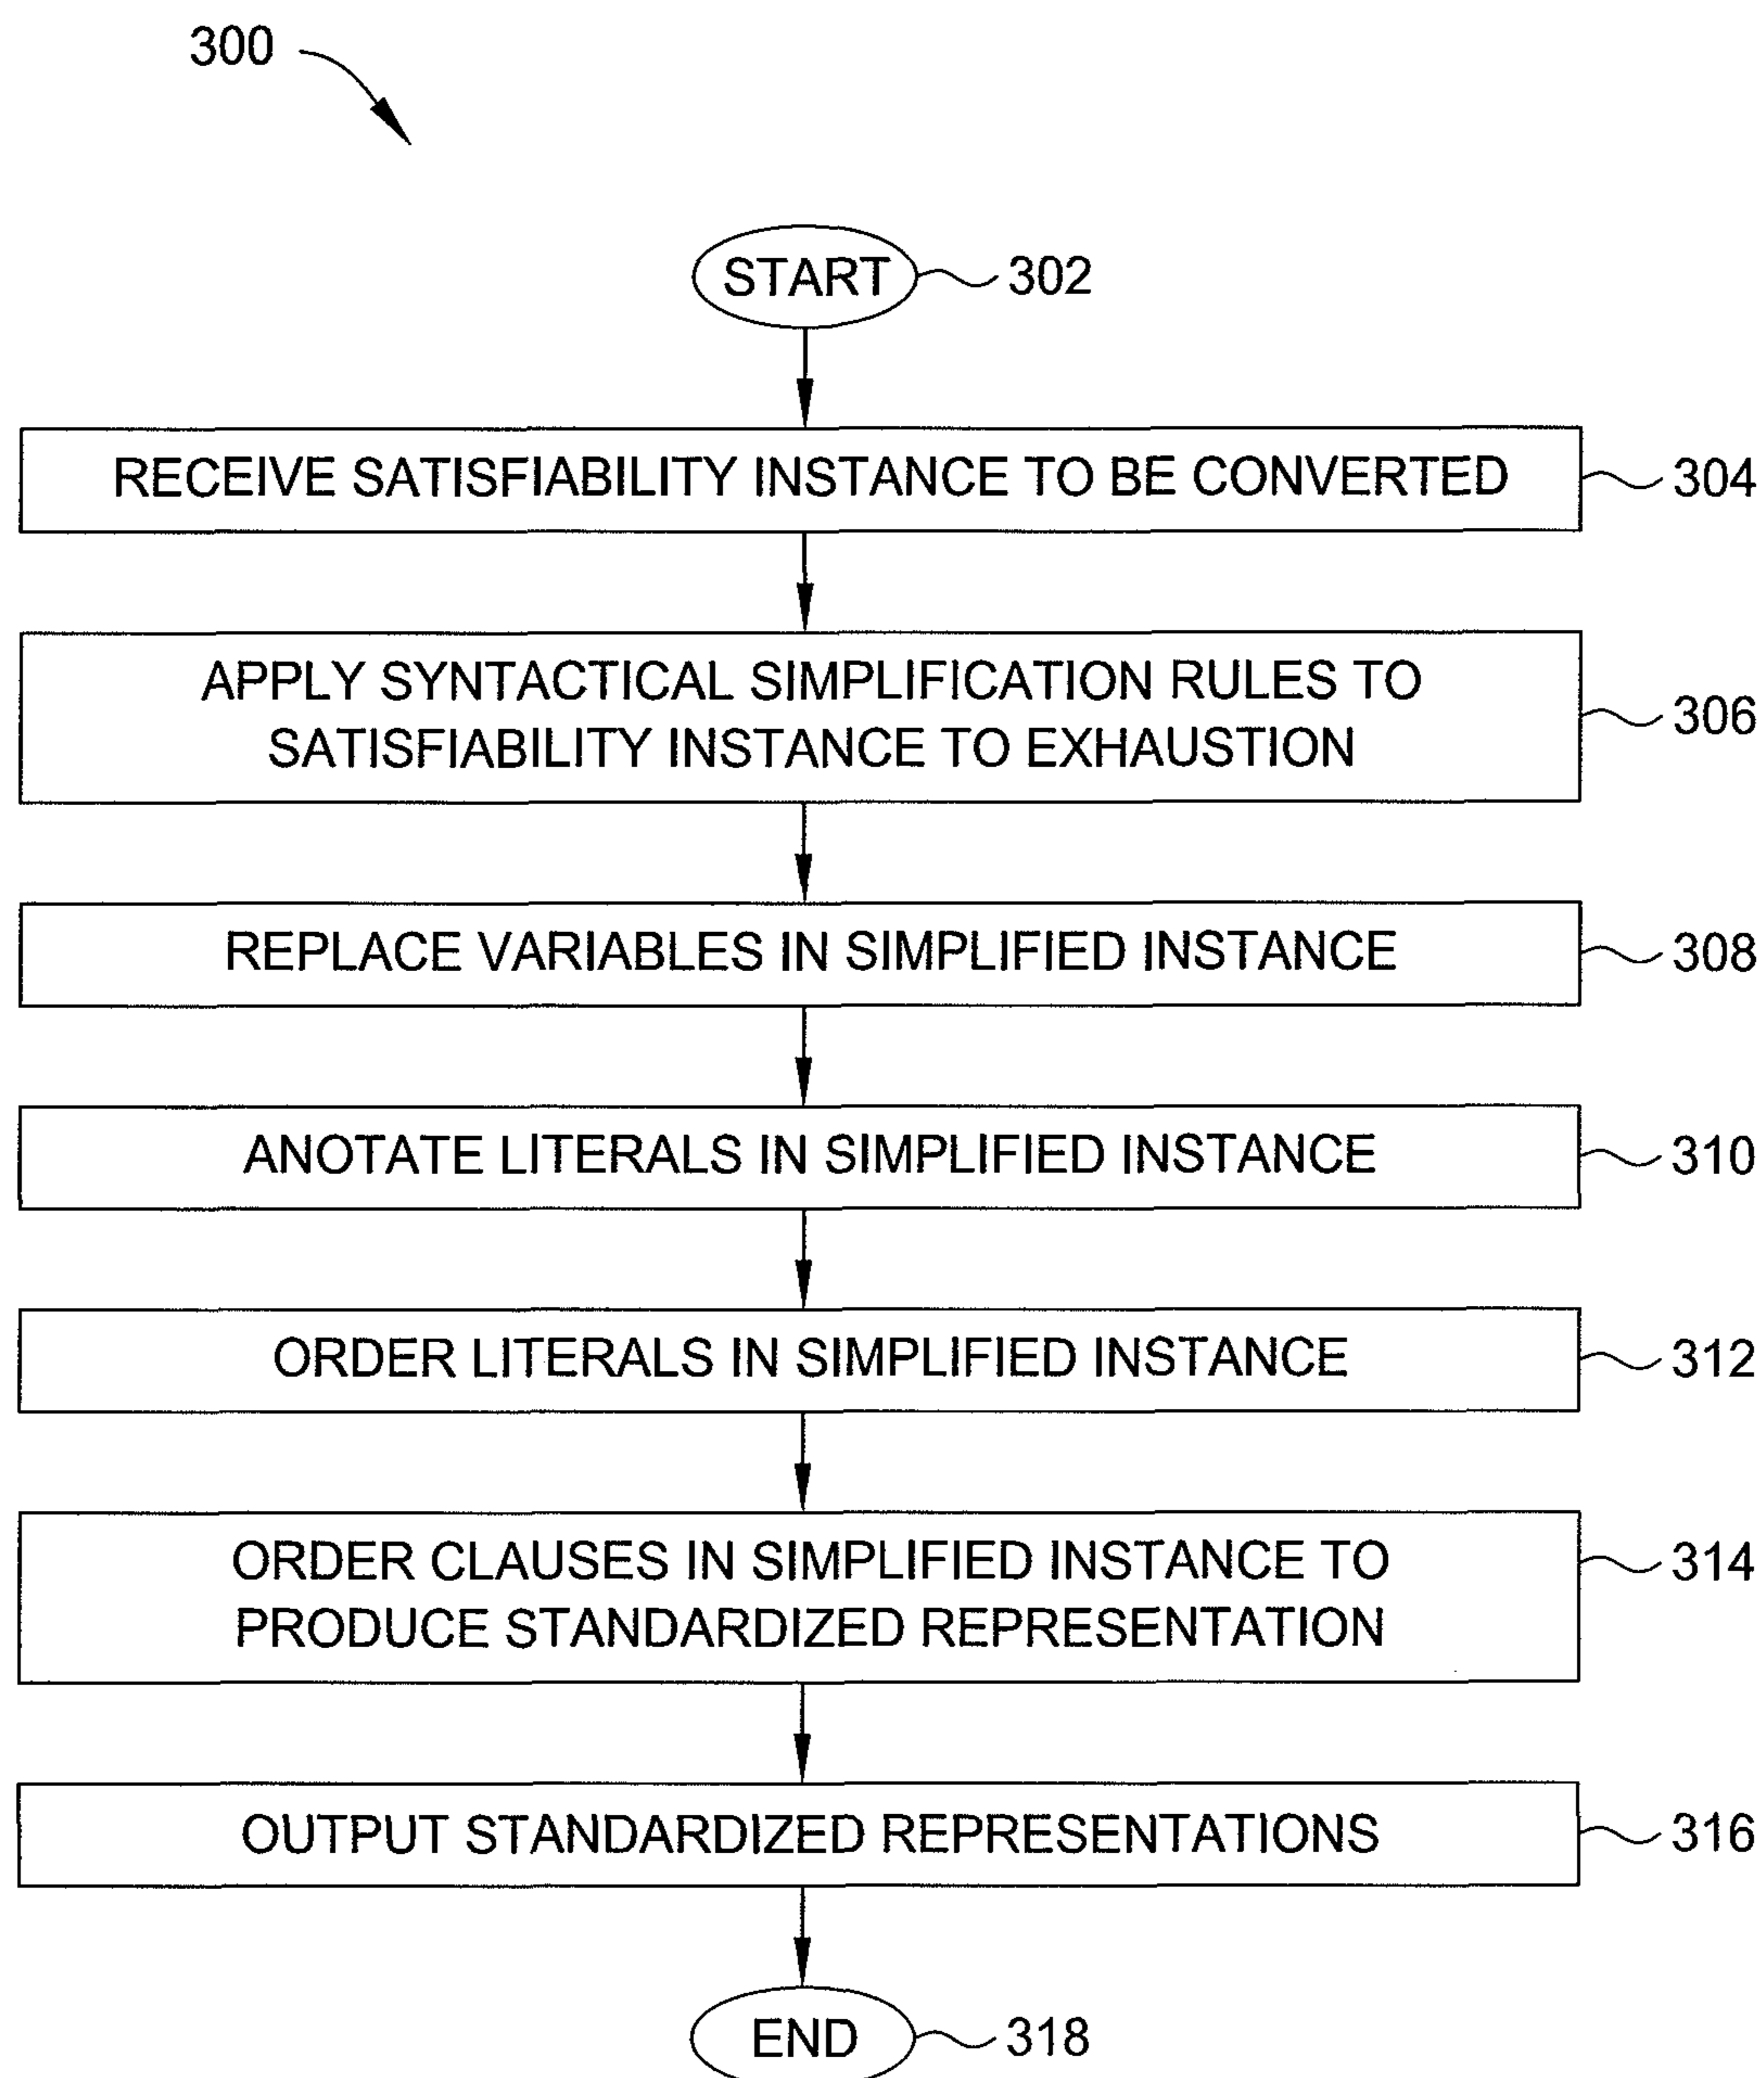 300
START 302
RECEIVE SATISFIABILITY INSTANCE TO BE CONVERTED 304
APPLY SYNTACTICAL SIMPLIFICATION RULES TO
SATISFIABILITY INSTANCE TO EXHAUSTION 306
REPLACE VARIABLES IN SIMPLIFIED INSTANCE 308
ANOTATE LITERALS IN SIMPLIFIED INSTANCE 310
ORDER LITERALS IN SIMPLIFIED INSTANCE 312
ORDER CLAUSES IN SIMPLIFIED INSTANCE TO 314
PRODUCE STANDARDIZED REPRESENTATION
OUTPUT STANDARDIZED REPRESENTATIONS 316
END 318